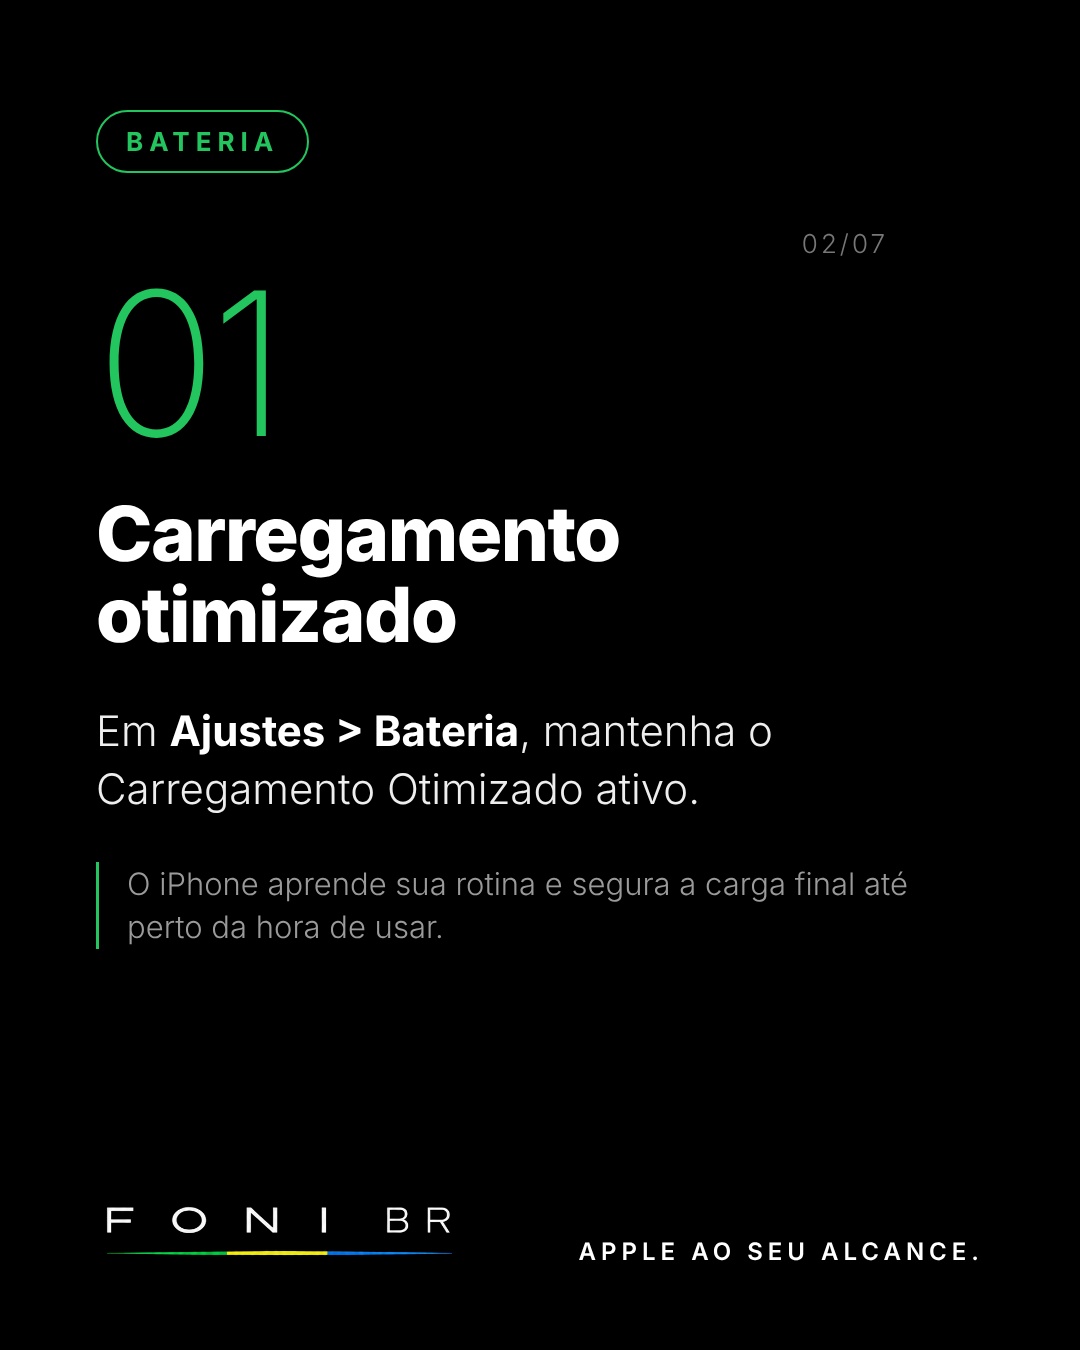 BATERIA
02/07
01
Carregamento
otimizado
Em Ajustes > Bateria, mantenha o
Carregamento Otimizado ativo.
O iPhone aprende sua rotina e segura a carga final até
perto da hora de usar.
FONI BR
APPLE AO SEU ALCANCE.